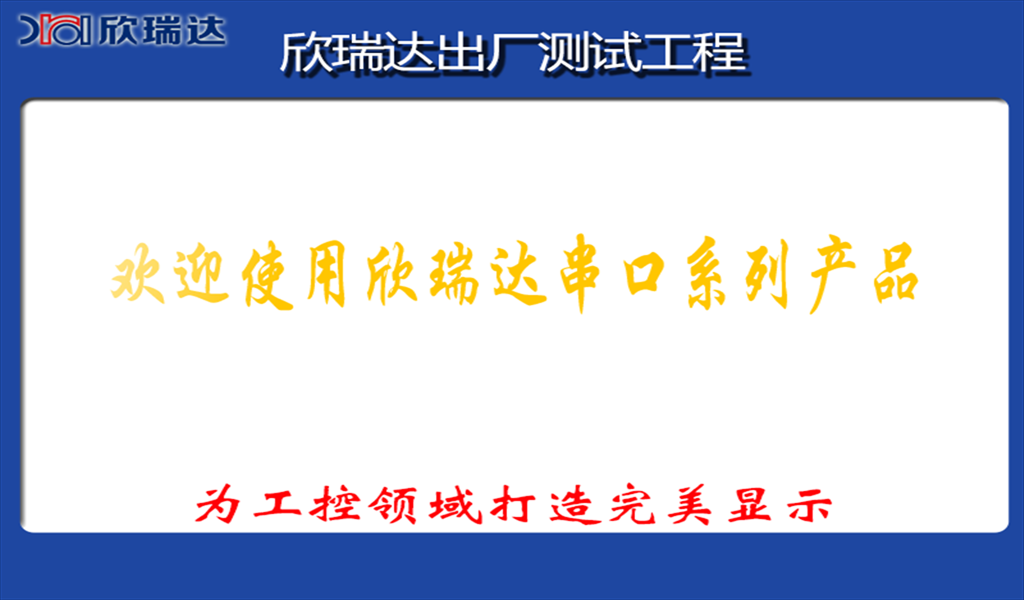 欣瑞达
欣瑞达出厂测试工程
欢迎使用欣瑞达串口系列产品
为工控领域打造完美显示